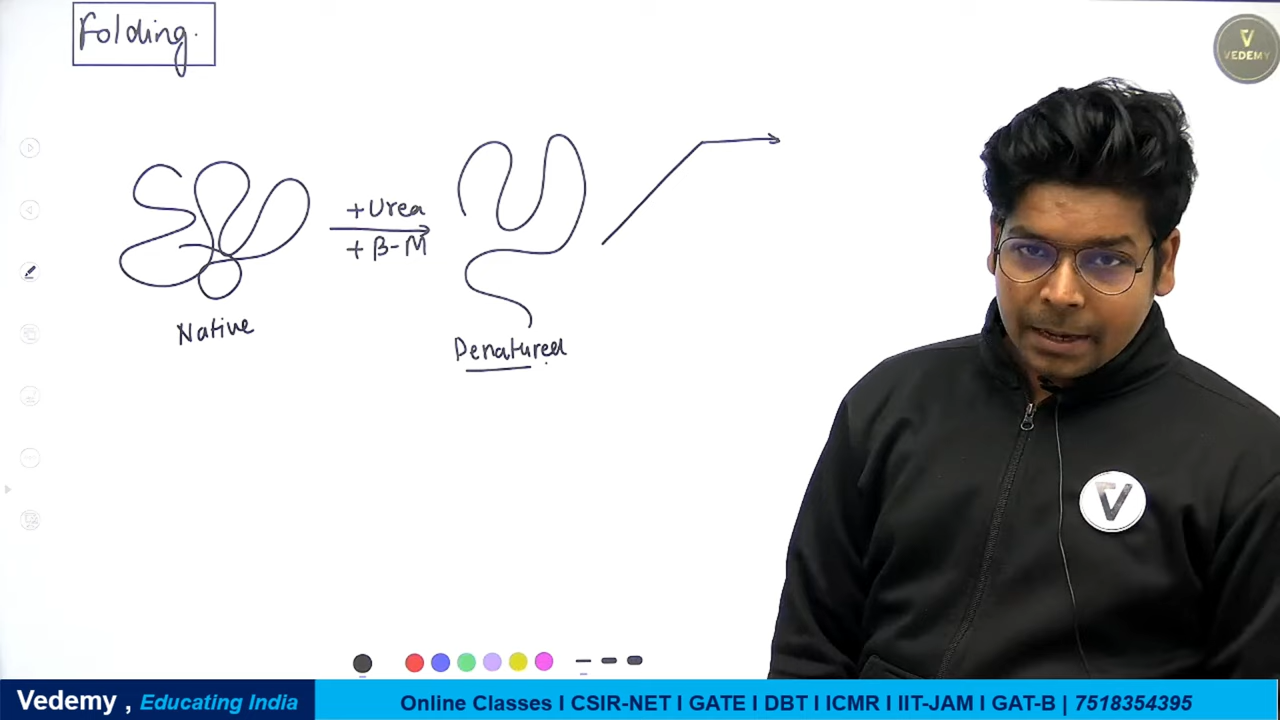 Folding.
V
VEDEMY
+Urea
+ β-M
Native
Denatured
V
Vedemy , Educating India
Online Classes I CSIR-NET I GATE I DBT I ICMR I IIT-JAM I GAT-B | 7518354395